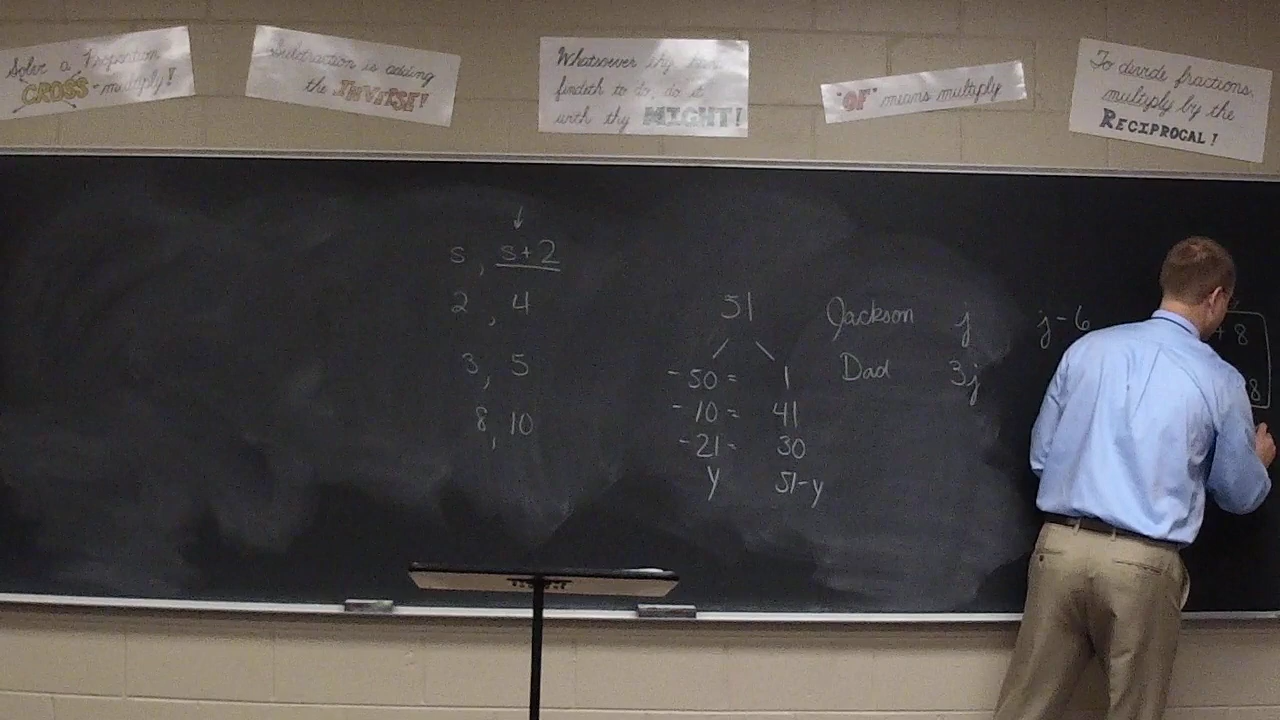 Solve a Proportion
CROSS-multiply!
Subtraction is adding
the INVERSE!
Whatsoever thy
findeth to do, do it
with thy MIGHT!
"OF" means multiply
To divide fractions,
multiply by the
RECIPROCAL!
s, s+2
2, 4
3, 5
8, 10
51
-50 = 1
-10 = 41
-21 = 30
y 51-y
Jackson j j-6 + 8
Dad 3j 8